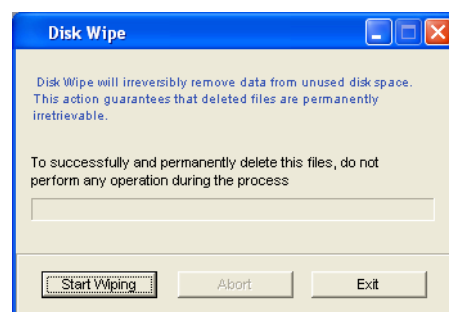 Disk Wipe
Disk Wipe will irreversibly remove data from unused disk space.
This action guarantees that deleted files are permanently
irretrievable.
To successfully and permanently delete this files, do not
perform any operation during the process
Start Wiping Abort Exit